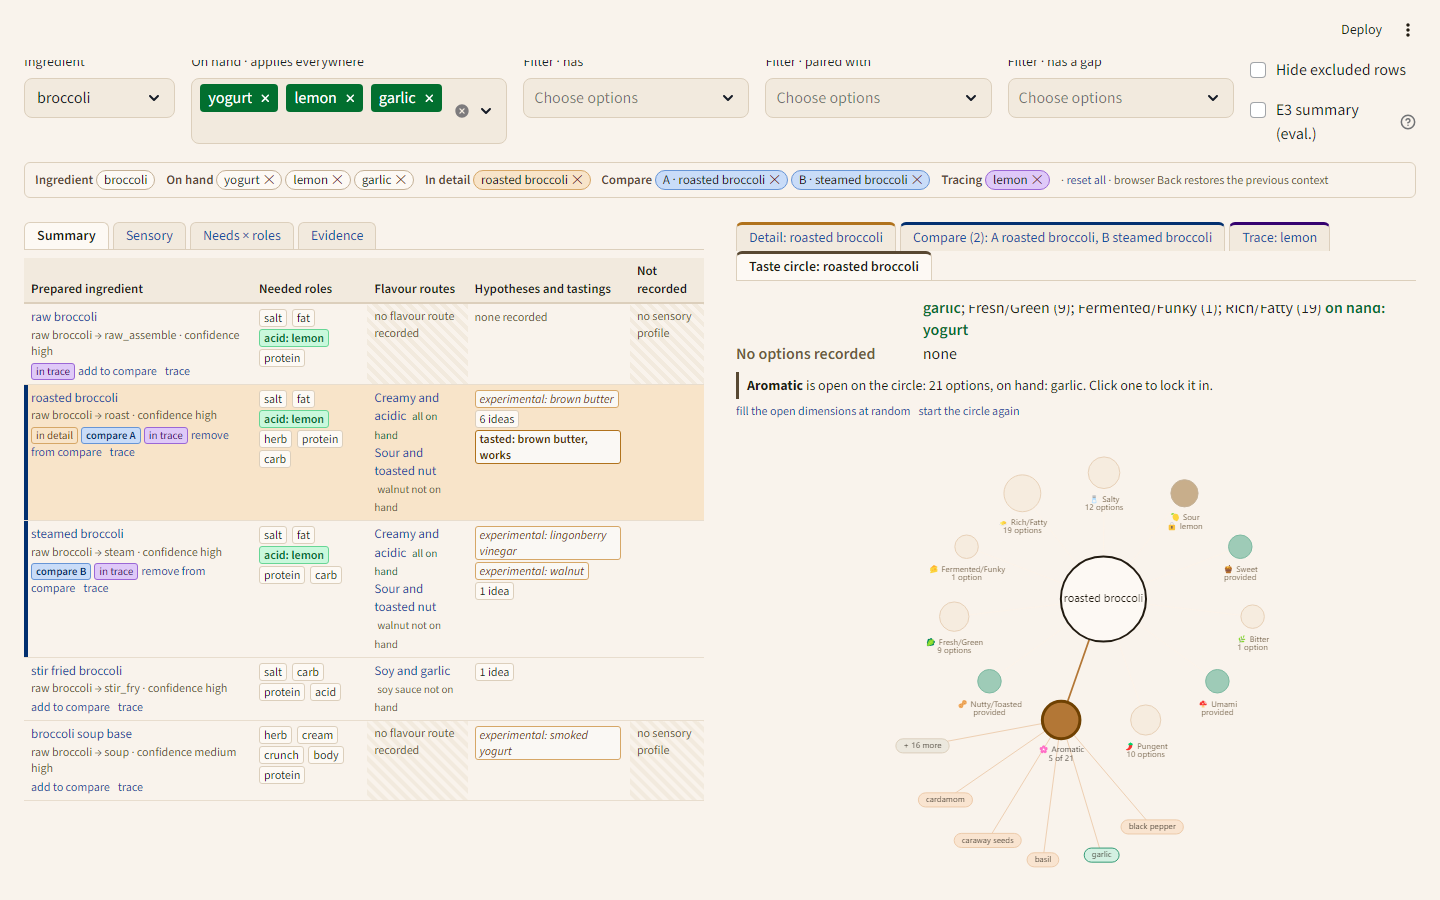 Deploy
Ingredient
On hand · applies everywhere
Filter · has
Filter · paired with
Filter · has a gap
broccoli
yogurt × lemon × garlic ×
Choose options
Choose options
Choose options
Hide excluded rows
E3 summary
(eval.)
Ingredient broccoli On hand yogurt × lemon × garlic × In detail roasted broccoli × Compare A · roasted broccoli × B · steamed broccoli × Tracing lemon × · reset all · browser Back restores the previous context
Summary
Sensory
Needs × roles
Evidence
Prepared ingredient
Needed roles
Flavour routes
Hypotheses and tastings
Not
recorded
raw broccoli
raw broccoli → raw_assemble · confidence
high
in trace add to compare trace
salt fat
acid: lemon
protein
no flavour route
recorded
none recorded
no sensory
profile
roasted broccoli
raw broccoli → roast · confidence high
in detail compare A in trace remove
from compare trace
salt fat
acid: lemon
herb protein
carb
Creamy and
acidic all on
hand
Sour and
toasted nut
walnut not on
hand
experimental: brown butter
6 ideas
tasted: brown butter,
works
steamed broccoli
raw broccoli → steam · confidence high
compare B in trace remove from
compare trace
salt fat
acid: lemon
protein carb
Creamy and
acidic all on
hand
Sour and
toasted nut
walnut not on
hand
experimental: lingonberry
vinegar
experimental: walnut
1 idea
stir fried broccoli
raw broccoli → stir_fry · confidence high
add to compare trace
salt carb
protein acid
Soy and garlic
soy sauce not on
hand
1 idea
broccoli soup base
raw broccoli → soup · confidence medium
high
add to compare trace
herb cream
crunch body
protein
no flavour route
recorded
experimental: smoked
yogurt
no sensory
profile
Detail: roasted broccoli
Compare (2): A roasted broccoli, B steamed broccoli
Trace: lemon
Taste circle: roasted broccoli
garlic; Fresh/Green (9); Fermented/Funky (1); Rich/Fatty (19) on hand:
yogurt
No options recorded none
Aromatic is open on the circle: 21 options, on hand: garlic. Click one to lock it in.
fill the open dimensions at random start the circle again
Salty
12 options
Rich/Fatty
19 options
Sour
lemon
Fermented/Funky
1 option
Sweet
provided
roasted broccoli
Fresh/Green
9 options
Bitter
1 option
Nutty/Toasted
provided
Umami
provided
+ 16 more
Aromatic
5 of 21
Pungent
10 options
cardamom
caraway seeds
basil
garlic
black pepper